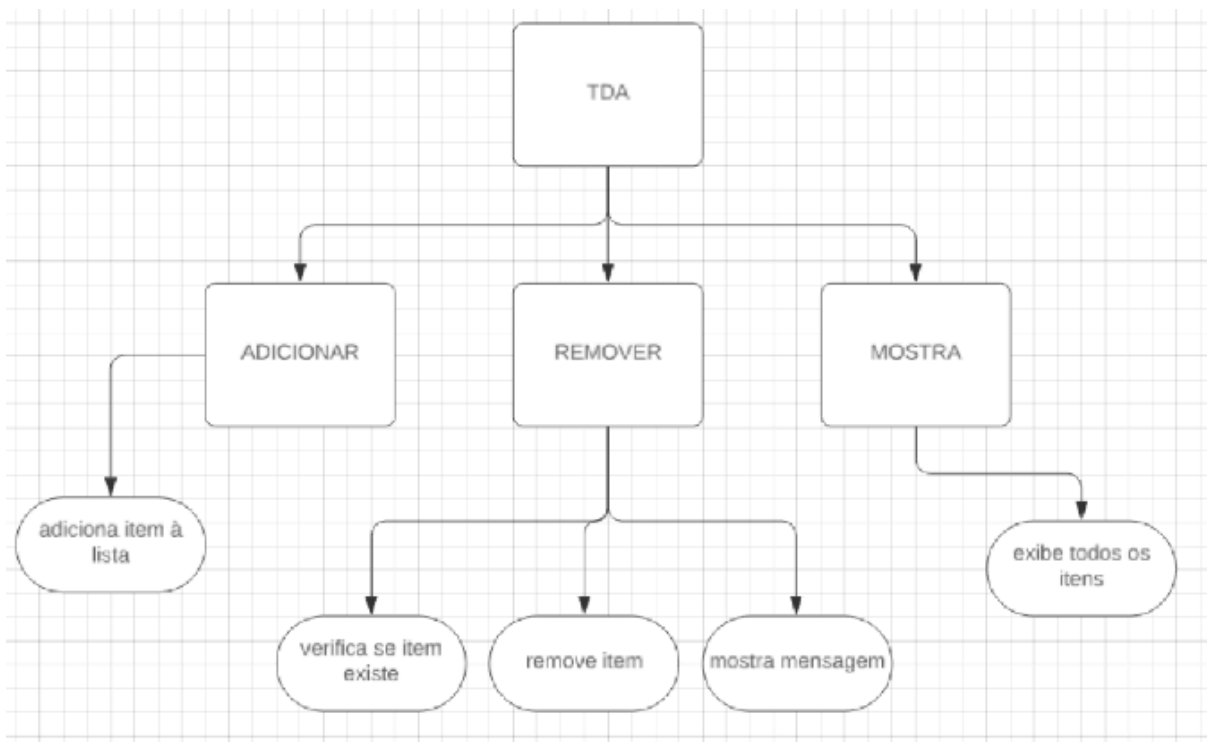 TDA
ADICIONAR
REMOVER
MOSTRA
adiciona item à
lista
exibe todos os
itens
verifica se item
existe
remove item
mostra mensagem